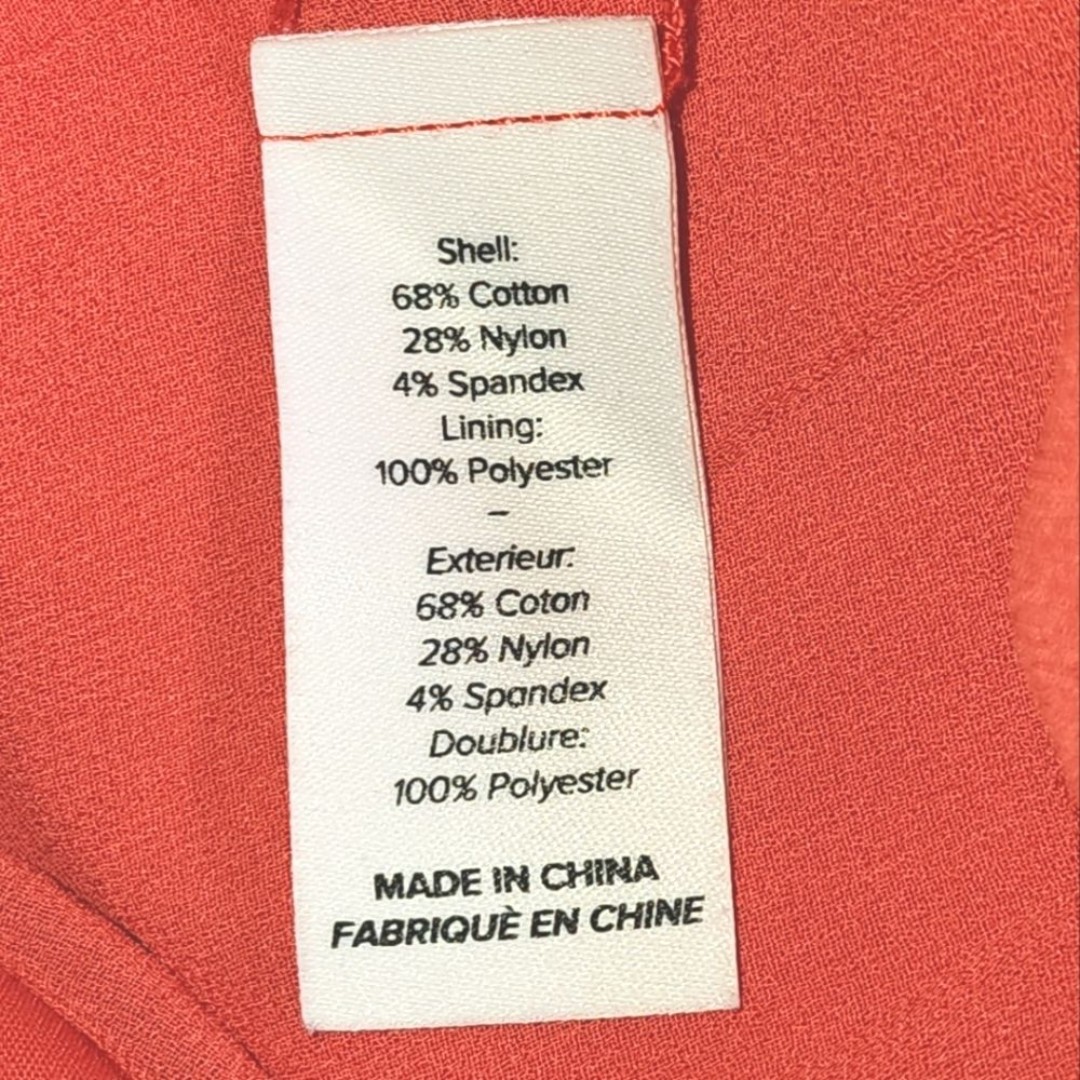 Shell:
68% Cotton
28% Nylon
4% Spandex
Lining:
100% Polyester
–
Exterieur:
68% Coton
28% Nylon
4% Spandex
Doublure:
100% Polyester
MADE IN CHINA
FABRIQUÈ EN CHINE